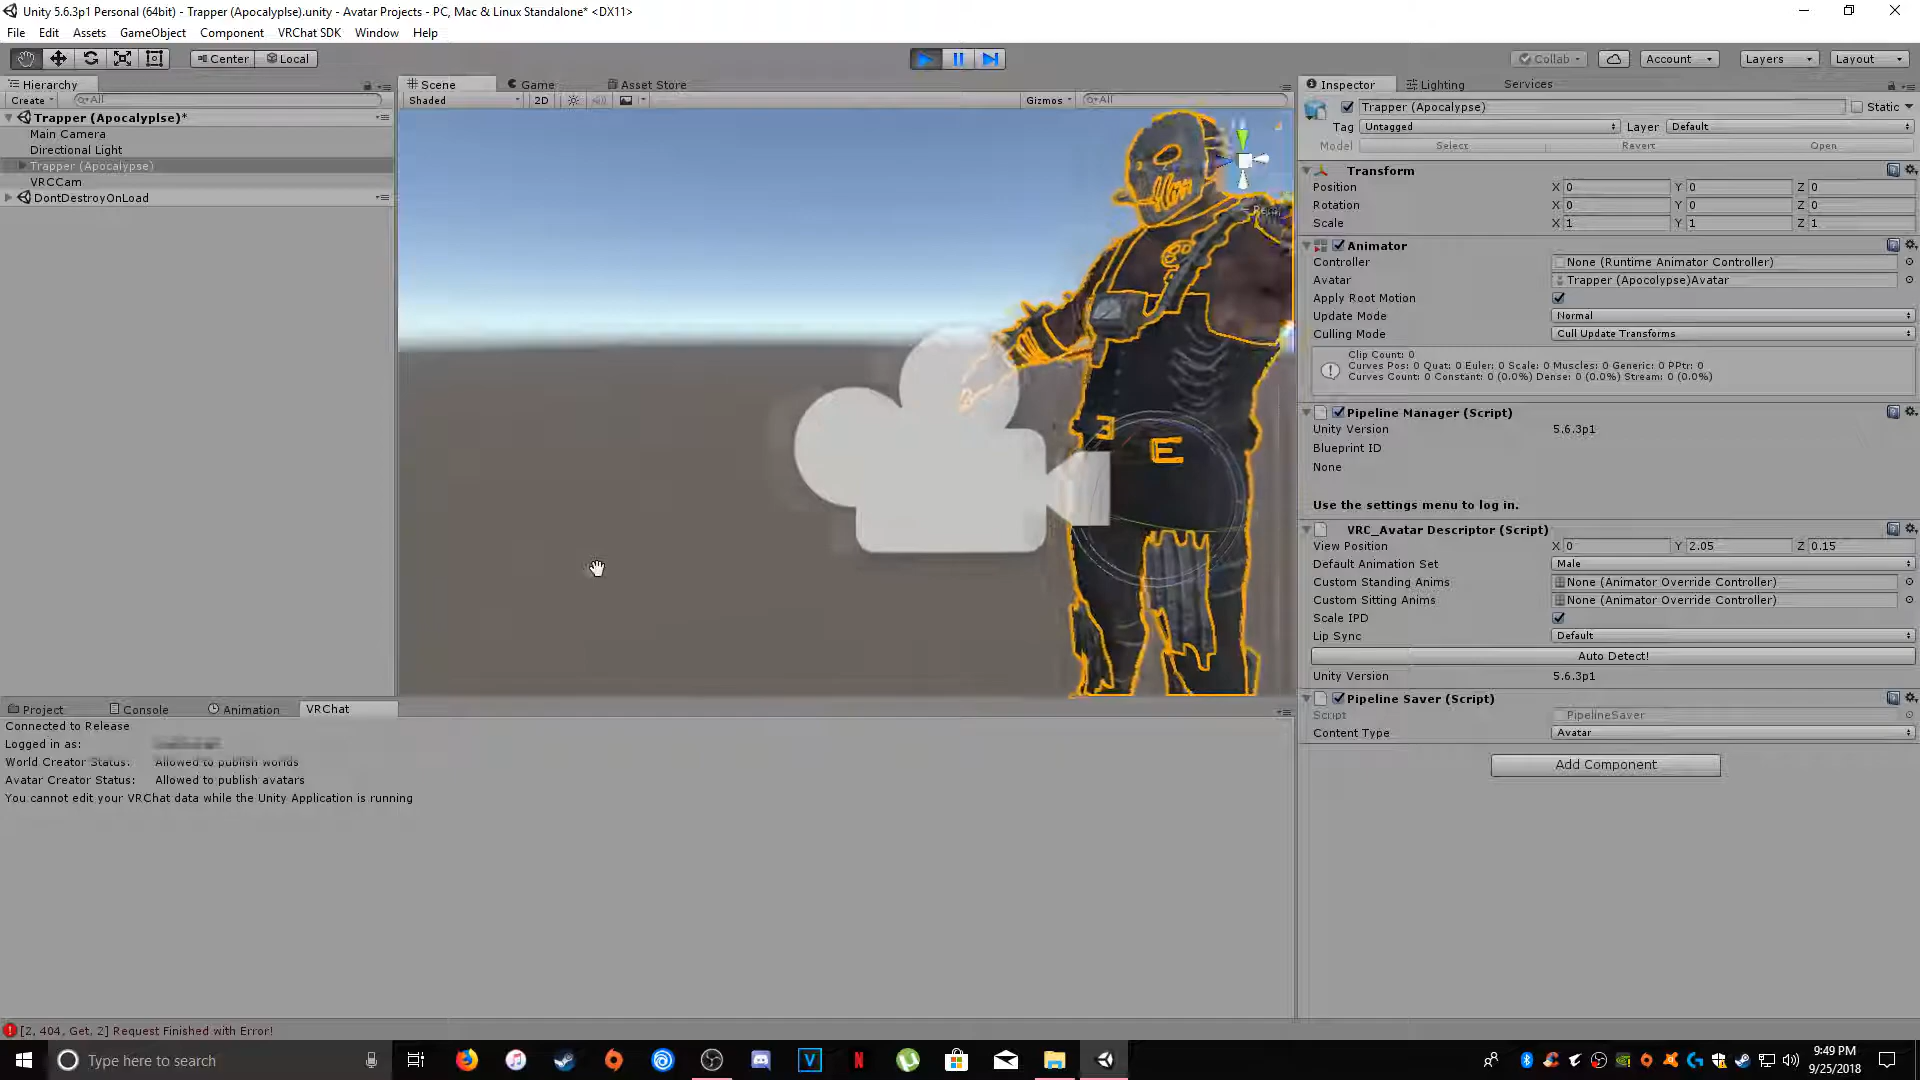 Unity 5.6.3p1 Personal (64bit) - Trapper (Apocalyplse).unity - Avatar Projects - PC, Mac & Linux Standalone* <DX11>
File Edit Assets GameObject Component VRChat SDK Window Help
Center Local Collab Account Layers Layout
Hierarchy Scene Game Asset Store Inspector Lighting Services
Create All Shaded 2D Gizmos All
Trapper (Apocalypse) Static
Trapper (Apocalyplse)*
Tag Untagged Layer Default
Main Camera
Model Select Revert Open
Directional Light
Trapper (Apocalypse)
Transform
VRCCam
Position X 0 Y 0 Z 0
DontDestroyOnLoad
Rotation X 0 Y 0 Z 0
Scale X 1 Y 1 Z 1
Animator
Controller None (Runtime Animator Controller)
Avatar Trapper (Apocolypse)Avatar
Apply Root Motion
Update Mode Normal
Culling Mode Cull Update Transforms
Clip Count: 0
Curves Pos: 0 Quat: 0 Euler: 0 Scale: 0 Muscles: 0 Generic: 0 PPtr: 0
Curves Count: 0 Constant: 0 (0.0%) Dense: 0 (0.0%) Stream: 0 (0.0%)
Pipeline Manager (Script)
Unity Version 5.6.3p1
Blueprint ID
None
Use the settings menu to log in.
VRC_Avatar Descriptor (Script)
View Position X 0 Y 2.05 Z 0.15
Default Animation Set Male
Custom Standing Anims None (Animator Override Controller)
Custom Sitting Anims None (Animator Override Controller)
Scale IPD
Lip Sync Default
Auto Detect!
Unity Version 5.6.3p1
Pipeline Saver (Script)
Script PipelineSaver
Content Type Avatar
Add Component
Project Console Animation VRChat
Connected to Release
Logged in as:
World Creator Status: Allowed to publish worlds
Avatar Creator Status: Allowed to publish avatars
You cannot edit your VRChat data while the Unity Application is running
[2, 404, Get, 2] Request Finished with Error!
Type here to search
9:49 PM
9/25/2018